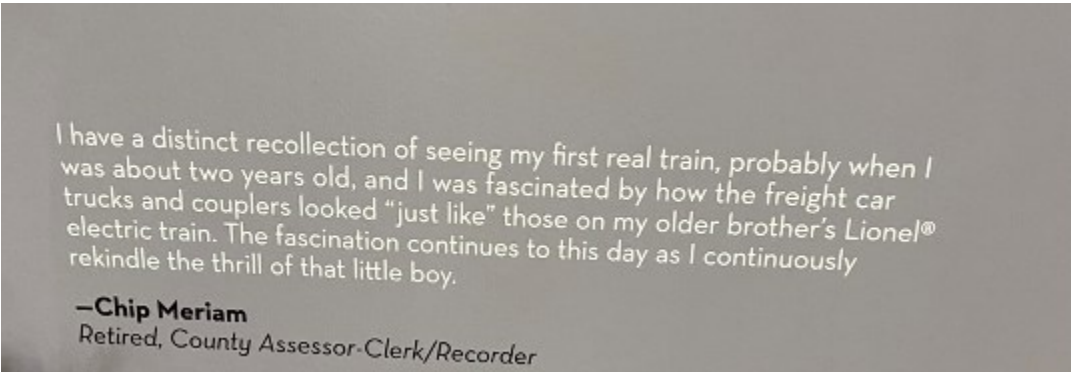 I have a distinct recollection of seeing my first real train, probably when I
was about two years old, and I was fascinated by how the freight car
trucks and couplers looked “just like” those on my older brother’s Lionel®
electric train. The fascination continues to this day as I continuously
rekindle the thrill of that little boy.
—Chip Meriam
Retired, County Assessor-Clerk/Recorder